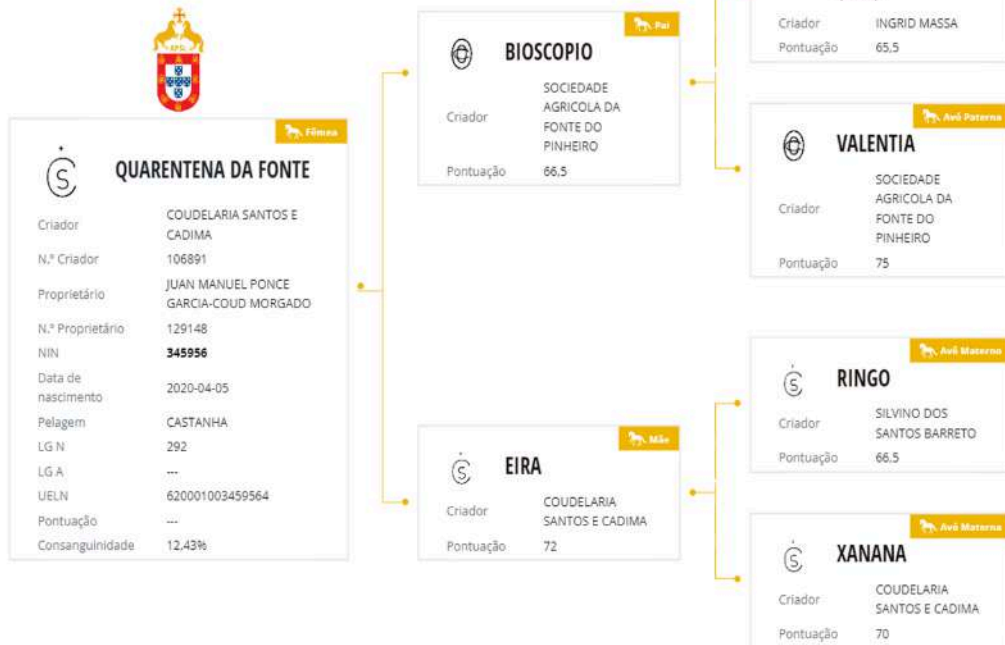 Fêmea
QUARENTENA DA FONTE
Criador COUDELARIA SANTOS E
CADIMA
N.º Criador 106891
Proprietário JUAN MANUEL PONCE
GARCIA-COUD MORGADO
N.º Proprietário 129148
NIN 345956
Data de
nascimento 2020-04-05
Pelagem CASTANHA
LG N 292
LG A ---
UELN 620001003459564
Pontuação ---
Consanguinidade 12,43%
Pai
BIOSCOPIO
Criador SOCIEDADE
AGRICOLA DA
FONTE DO
PINHEIRO
Pontuação 66,5
Mãe
EIRA
Criador COUDELARIA
SANTOS E CADIMA
Pontuação 72
Criador INGRID MASSA
Pontuação 65,5
Avó Paterna
VALENTIA
Criador SOCIEDADE
AGRICOLA DA
FONTE DO
PINHEIRO
Pontuação 75
Avô Materno
RINGO
Criador SILVINO DOS
SANTOS BARRETO
Pontuação 66,5
Avó Materna
XANANA
Criador COUDELARIA
SANTOS E CADIMA
Pontuação 70